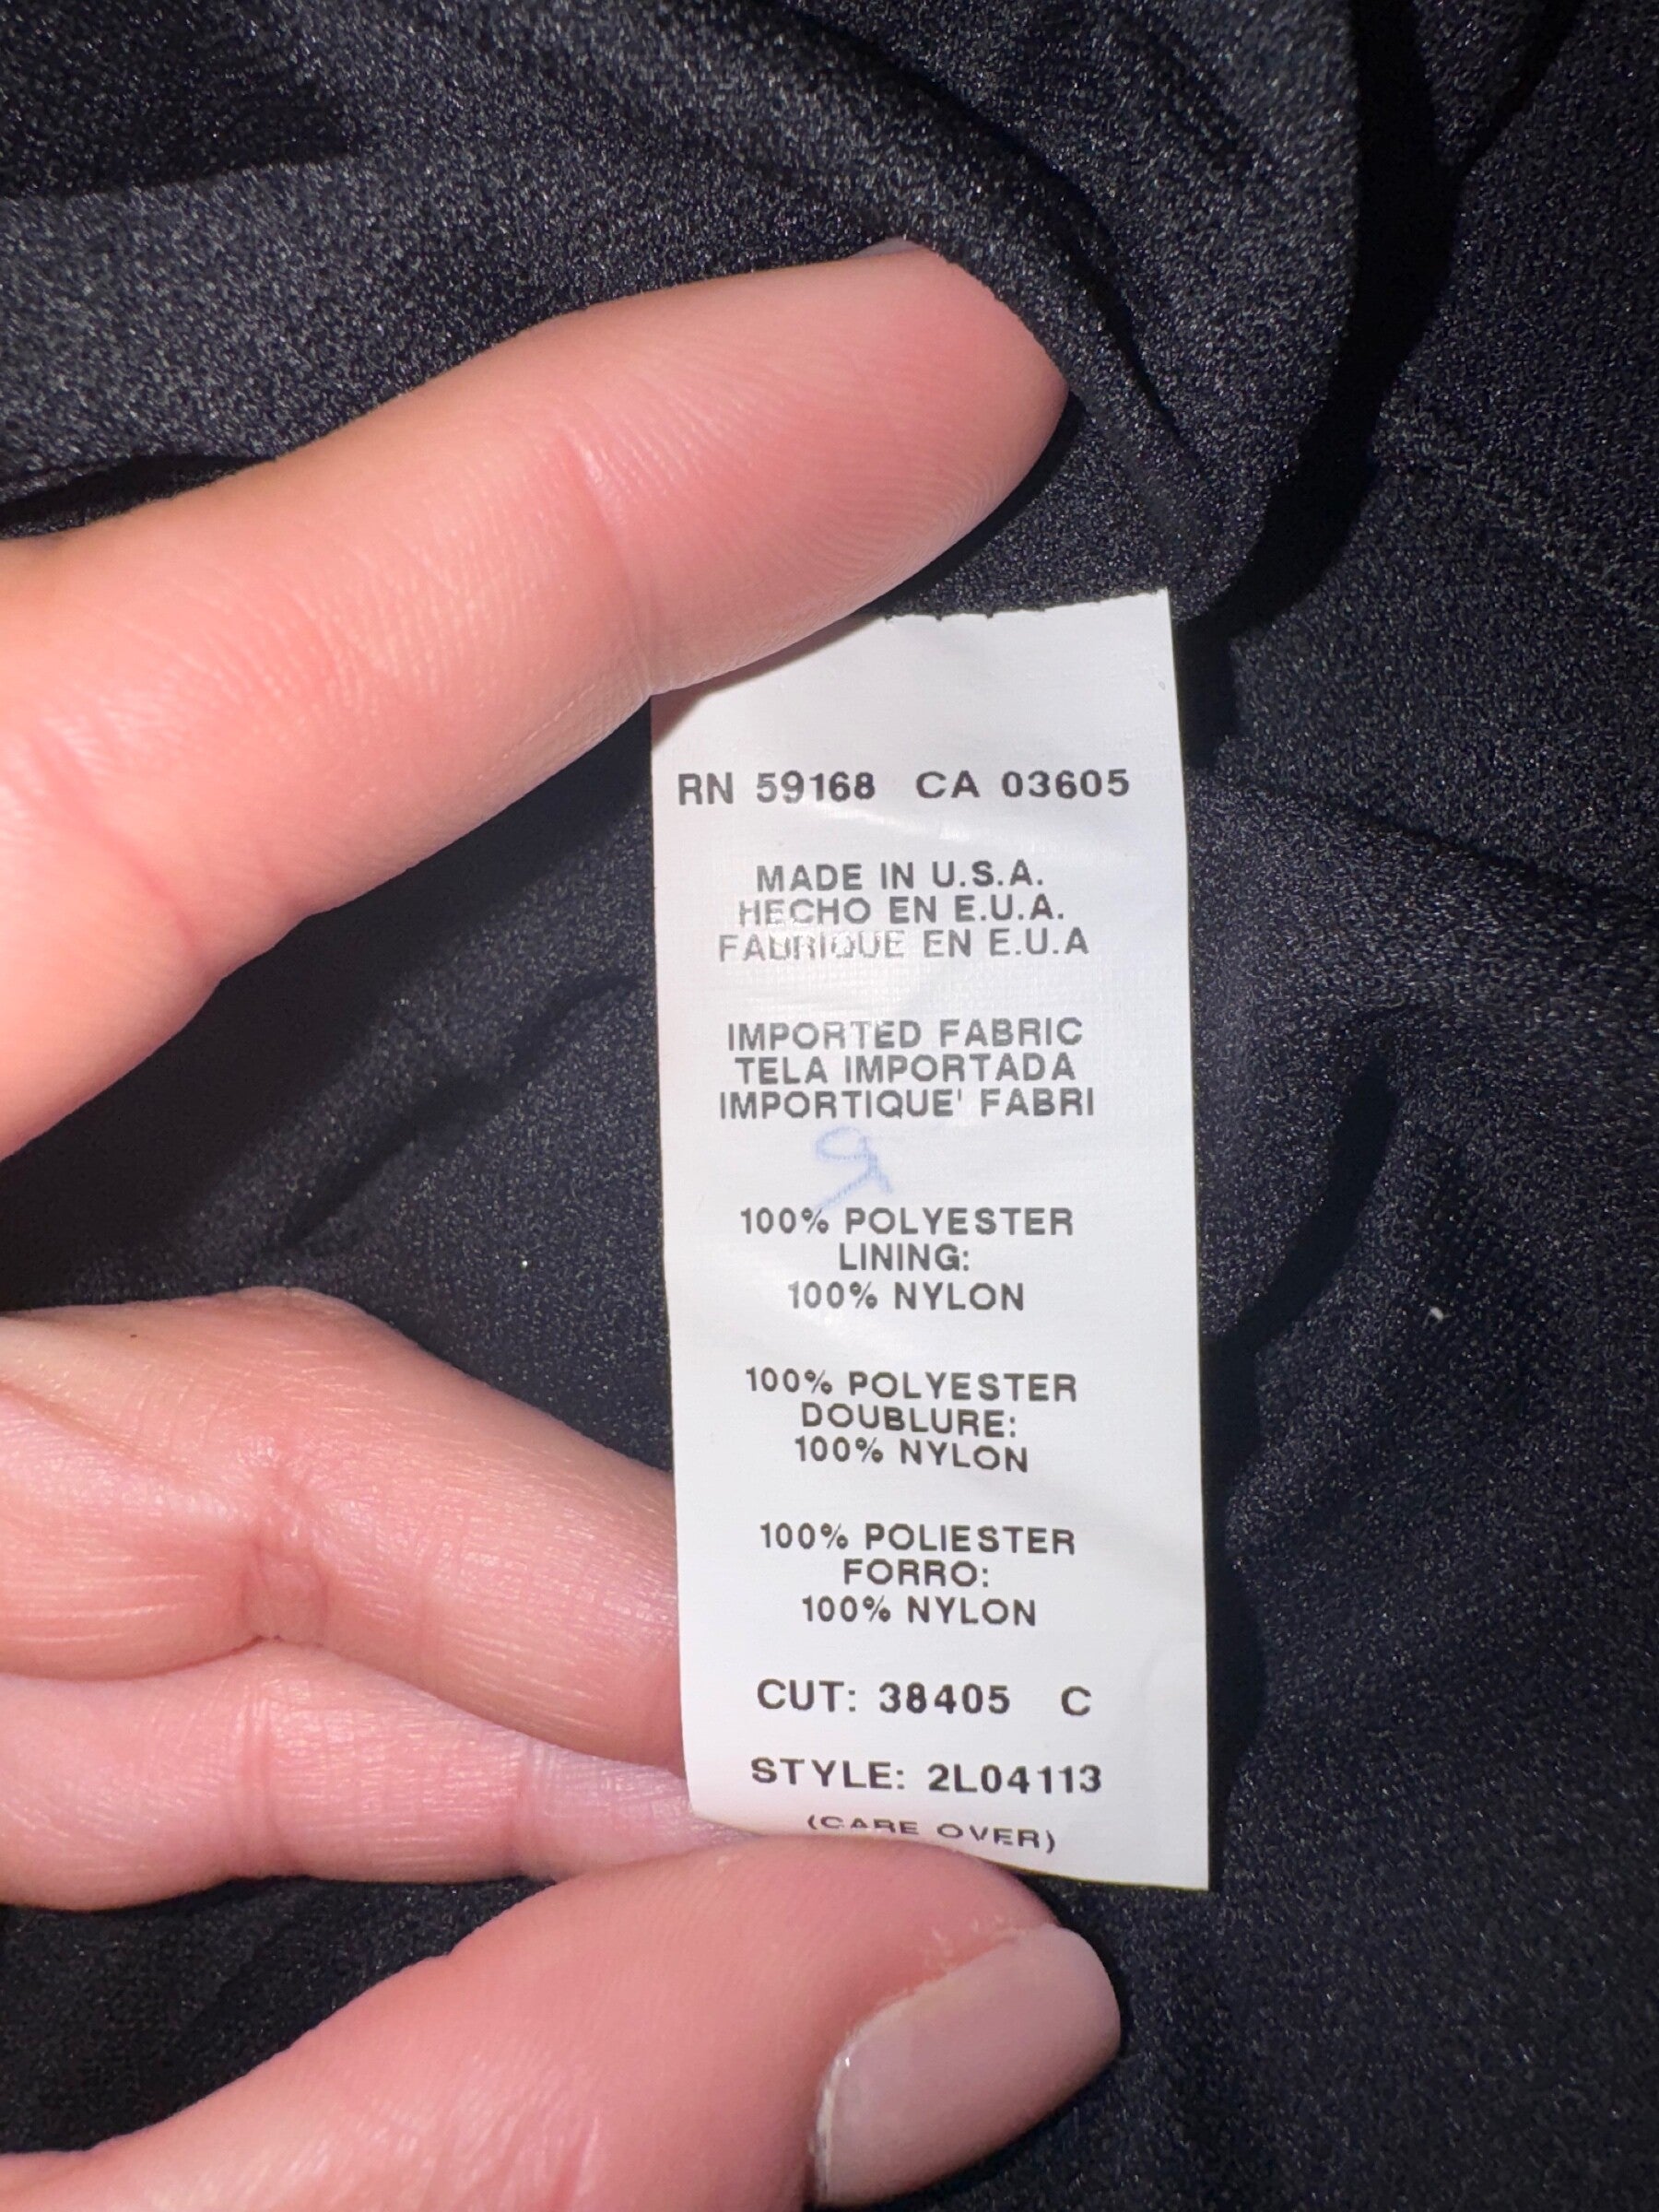 RN 59168 CA 03605
MADE IN U.S.A.
HECHO EN E.U.A.
FABRIQUE EN E.U.A
IMPORTED FABRIC
TELA IMPORTADA
IMPORTIQUE' FABRI
100% POLYESTER
LINING:
100% NYLON
100% POLYESTER
DOUBLURE:
100% NYLON
100% POLIESTER
FORRO:
100% NYLON
CUT: 38405 C
STYLE: 2L04113
(CARE OVER)